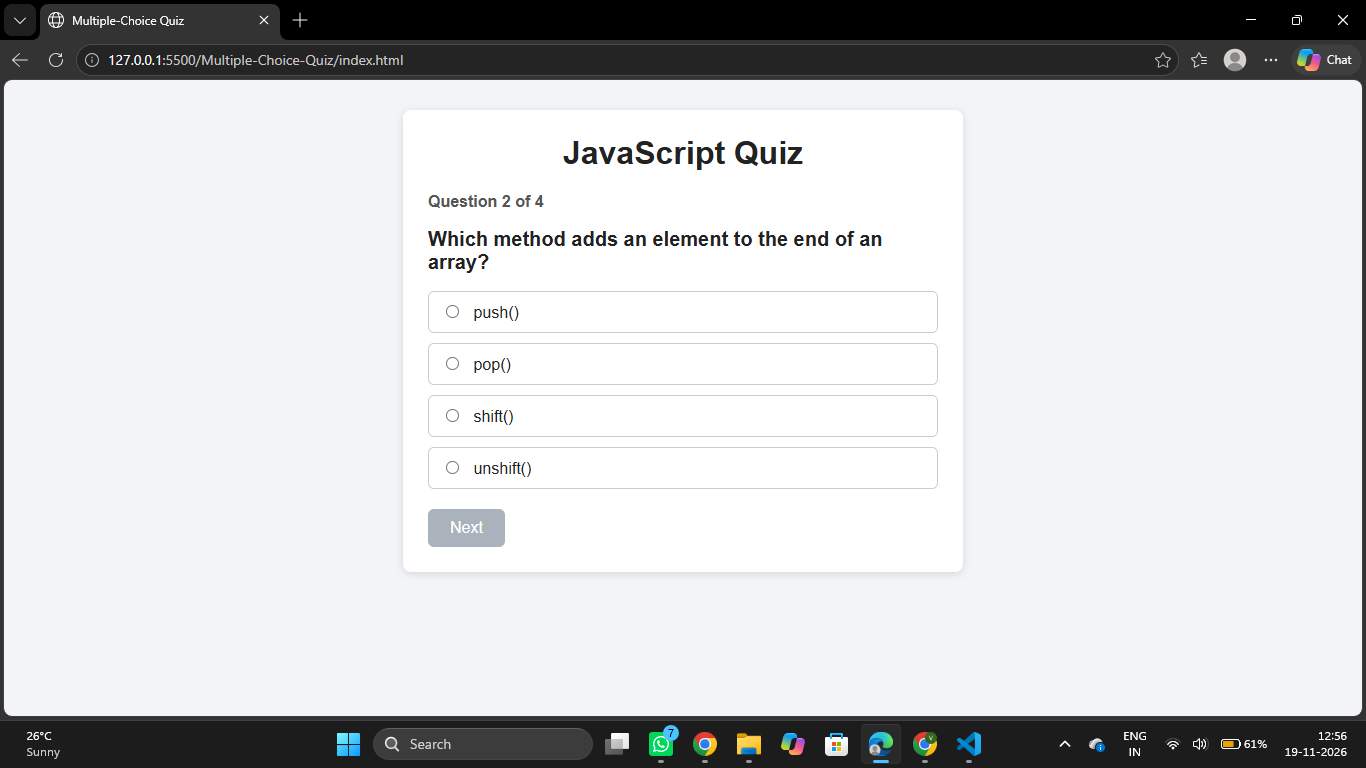 Multiple-Choice Quiz
127.0.0.1:5500/Multiple-Choice-Quiz/index.html
Chat
JavaScript Quiz
Question 2 of 4
Which method adds an element to the end of an
array?
push()
pop()
shift()
unshift()
Next
26°C
Sunny
Search
7
V
ENG
IN
61%
12:56
19-11-2026